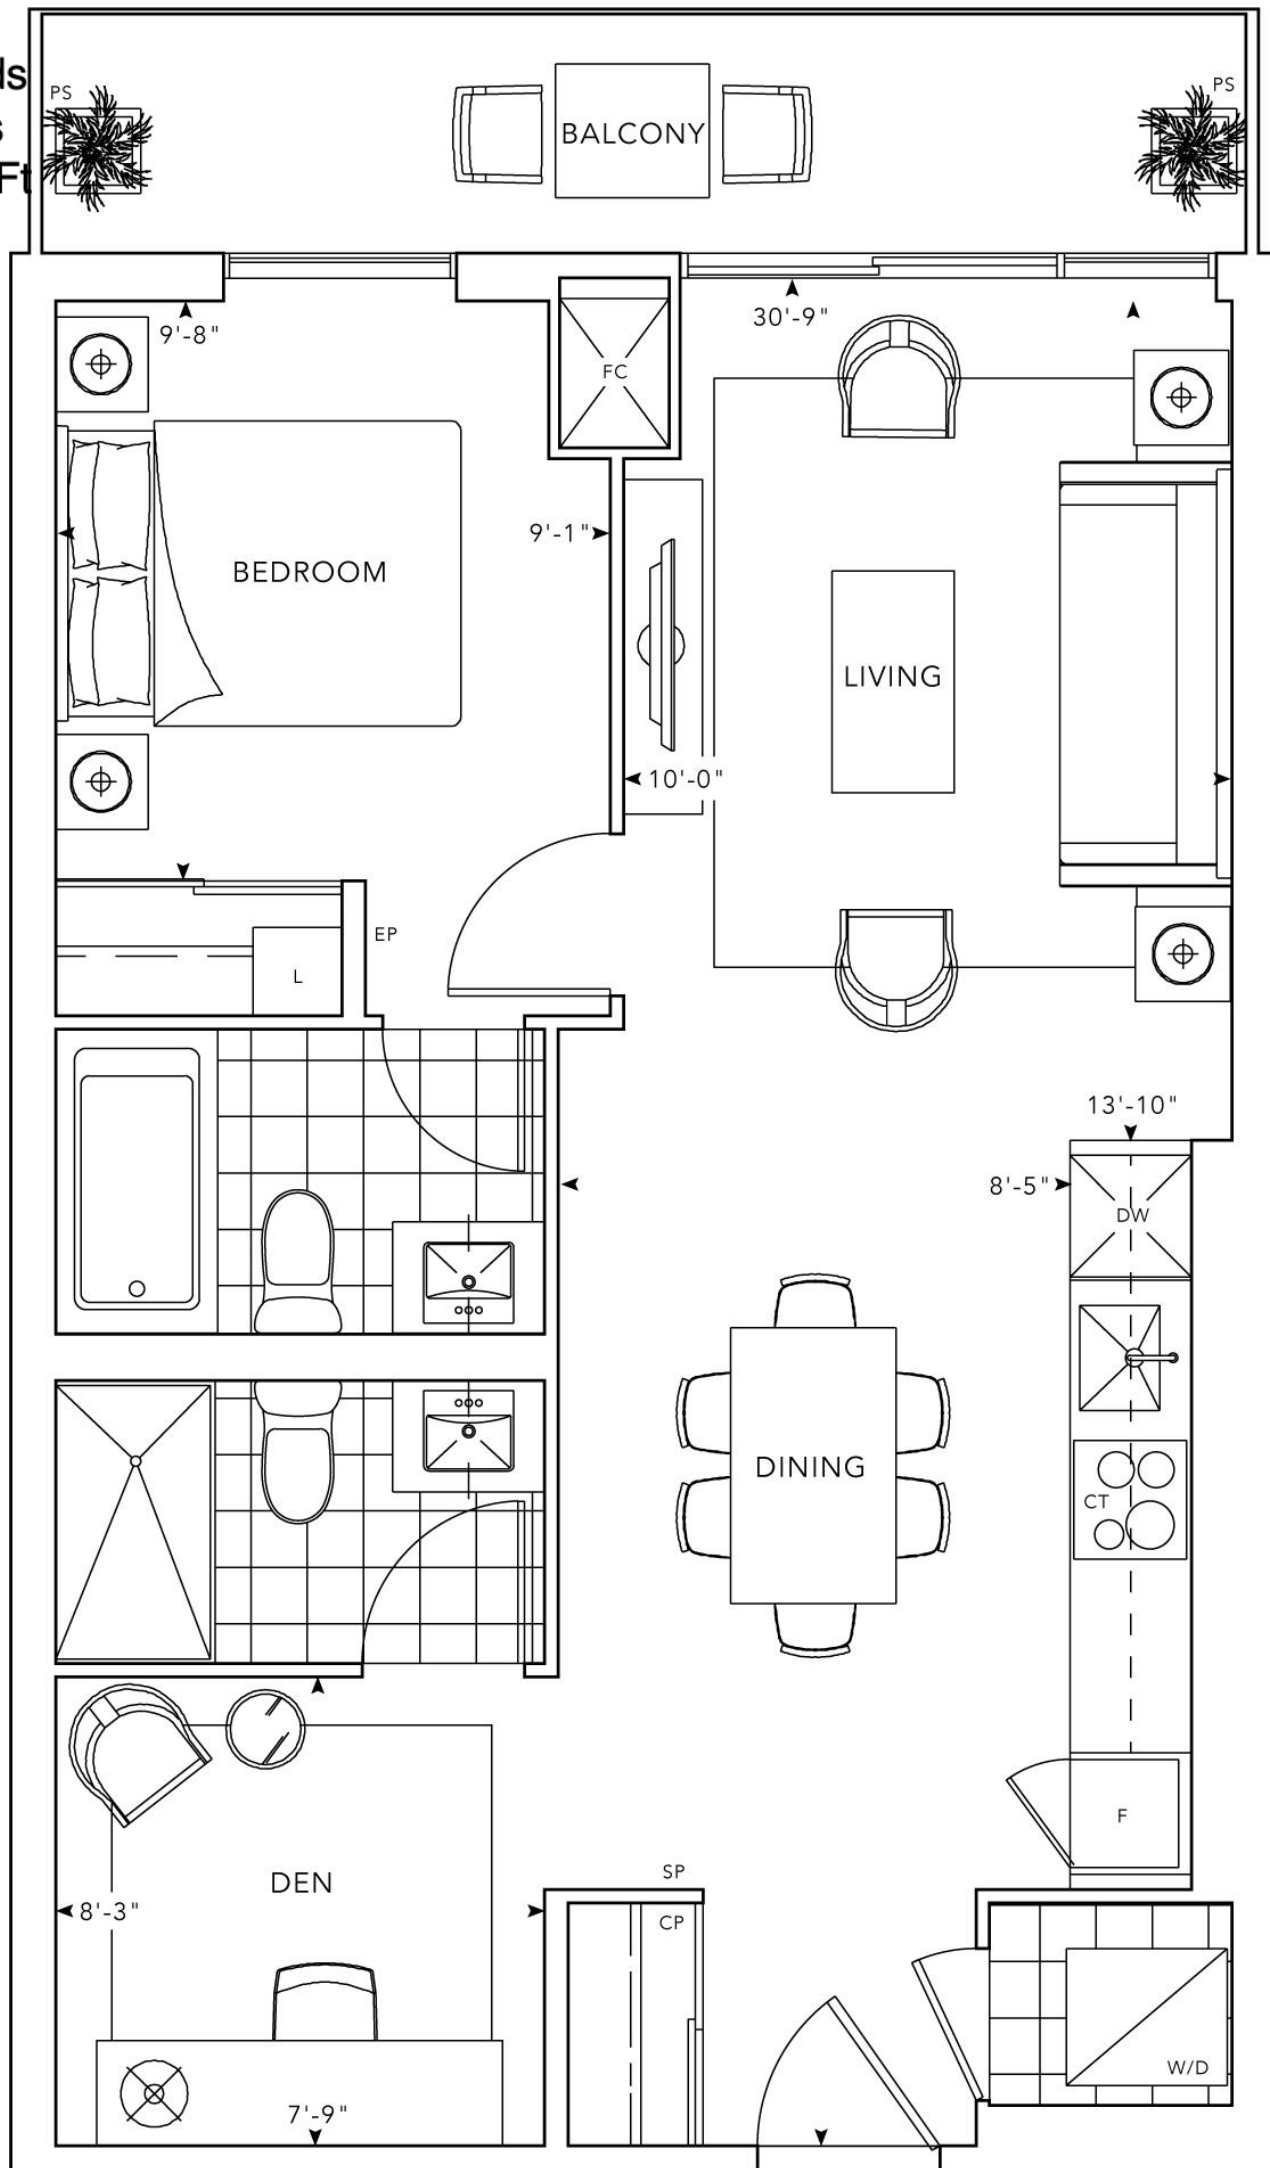 PS
PS
BALCONY
Ft
9'-8"
30'-9"
FC
9'-1"
BEDROOM
LIVING
10'-0"
EP
L
13'-10"
8'-5"
DW
DINING
CT
F
SP
DEN
8'-3"
CP
W/D
7'-9"